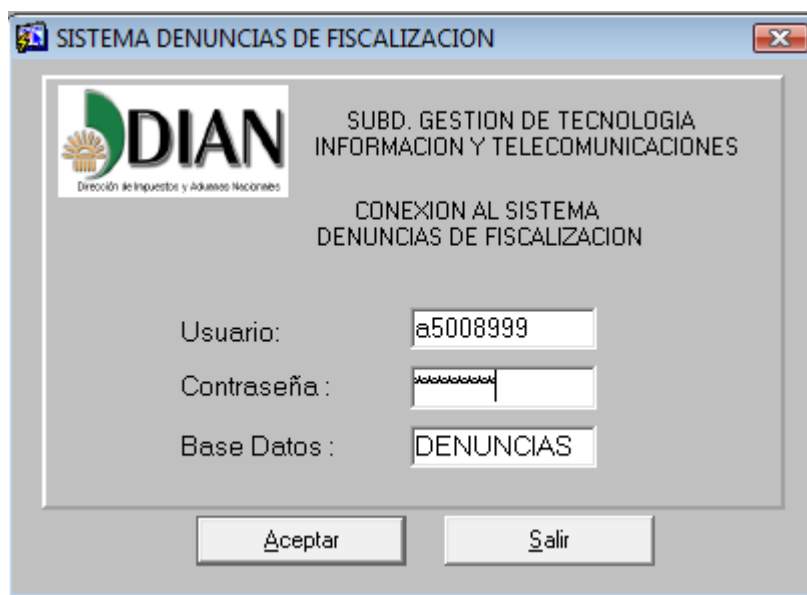 SISTEMA DENUNCIAS DE FISCALIZACION
DIAN
Dirección de Impuestos y Aduanas Nacionales
SUBD. GESTION DE TECNOLOGIA
INFORMACION Y TELECOMUNICACIONES
CONEXION AL SISTEMA
DENUNCIAS DE FISCALIZACION
Usuario: a5008999
Contraseña : *********
Base Datos : DENUNCIAS
Aceptar Salir